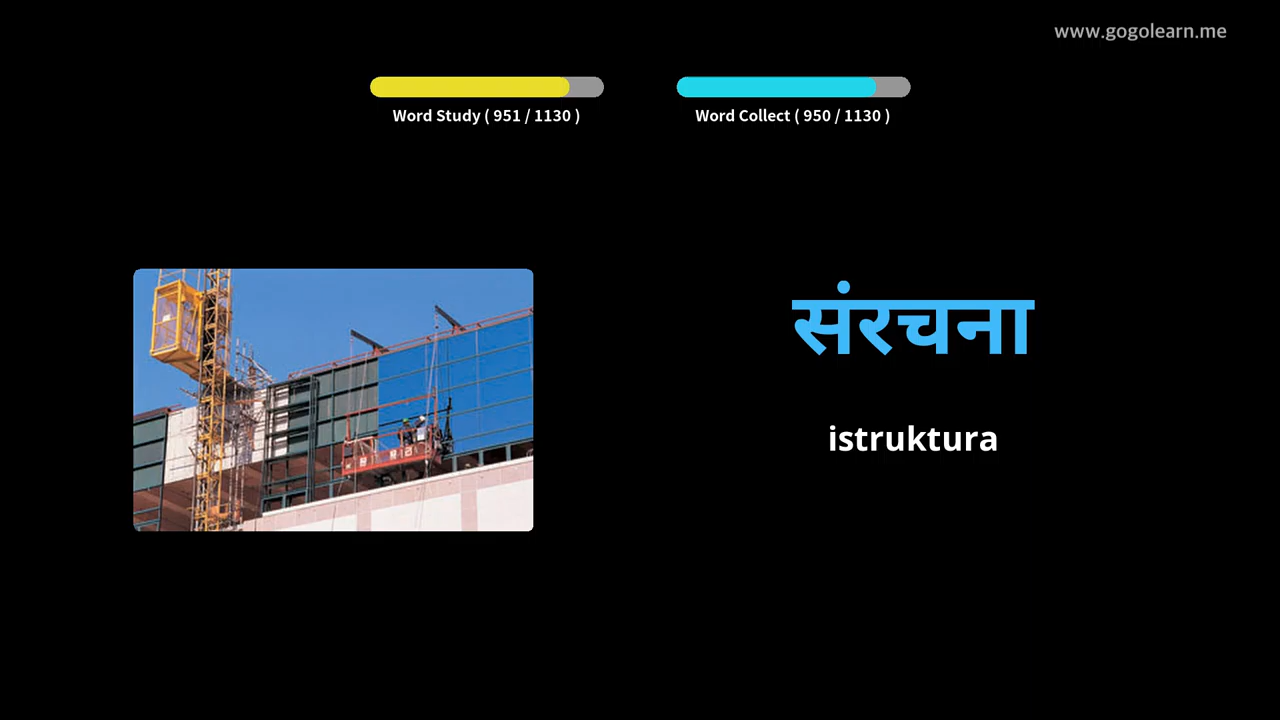 www.gogolearn.me
Word Study ( 951 / 1130 )
Word Collect ( 950 / 1130 )
संरचना
istruktura